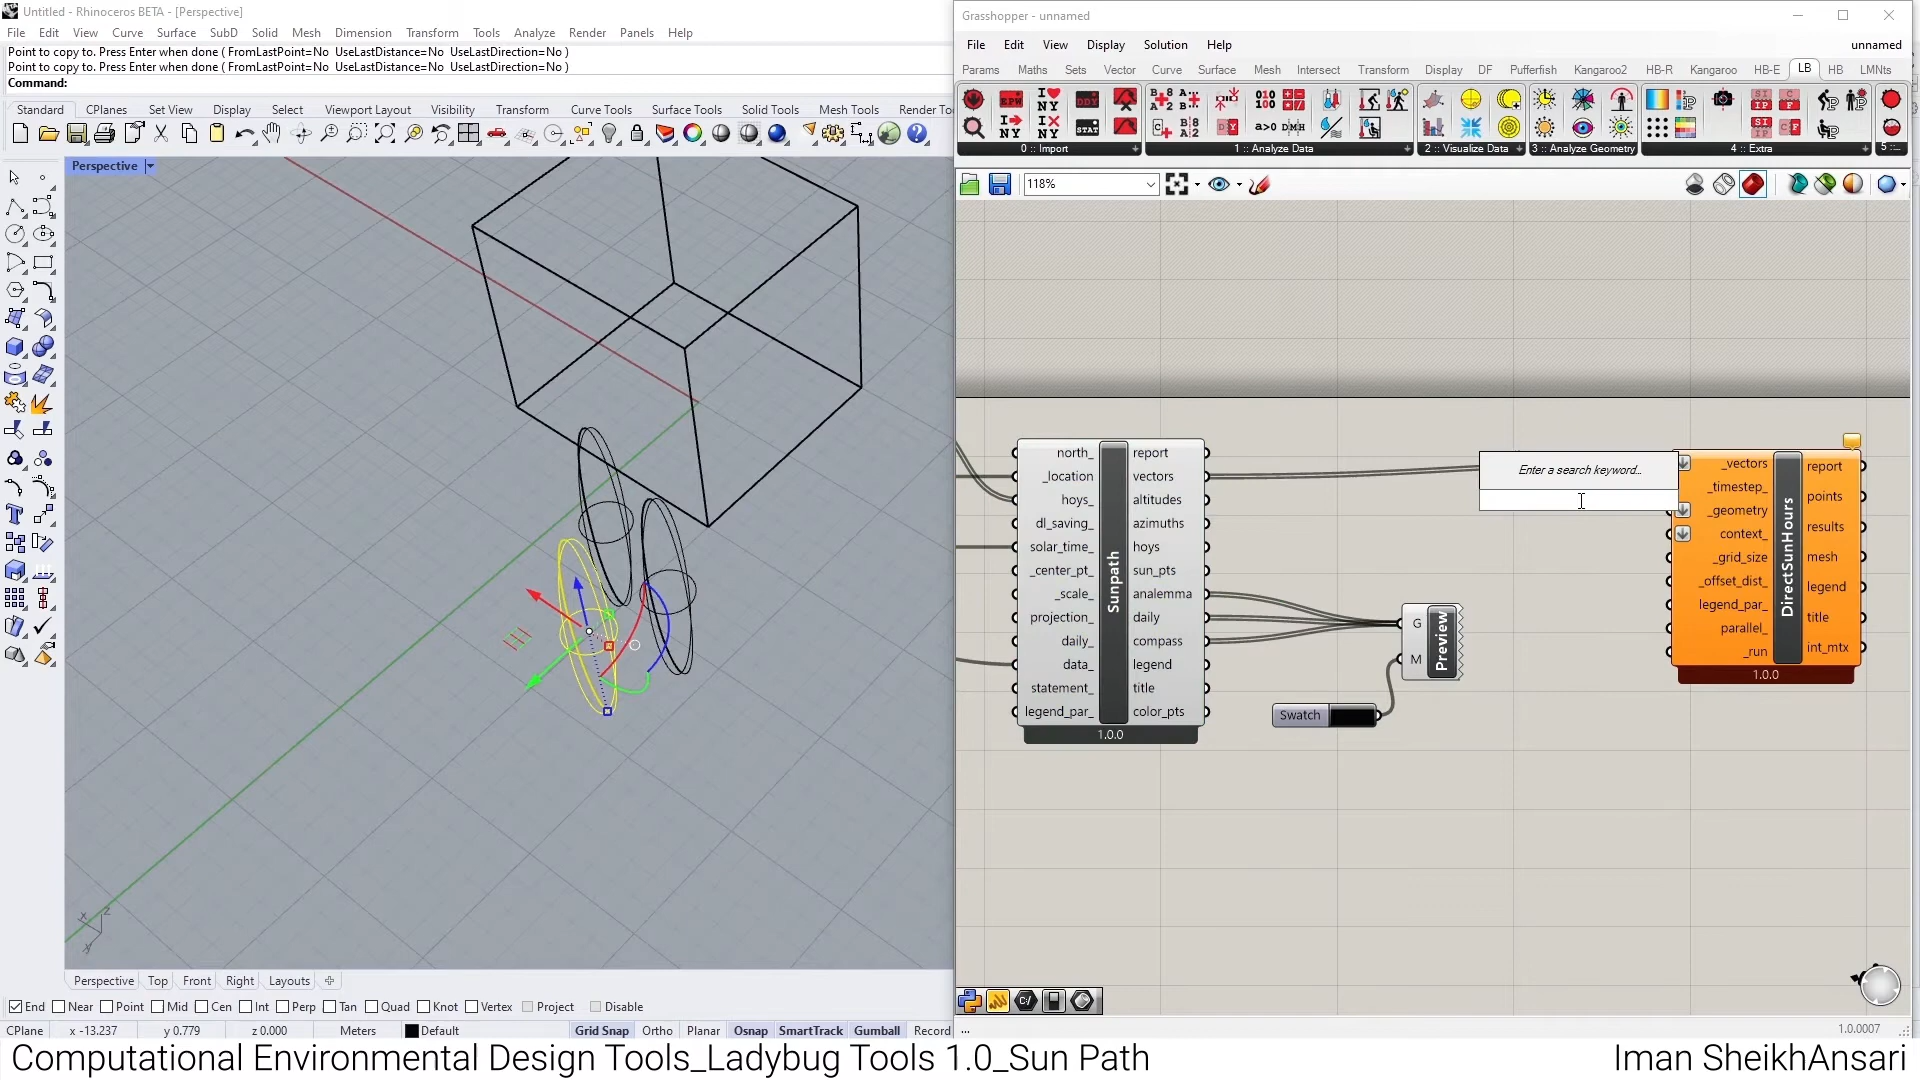 Untitled - Rhinoceros BETA - [Perspective]
File Edit View Curve Surface SubD Solid Mesh Dimension Transform Tools Analyze Render Panels Help
Point to copy to. Press Enter when done ( FromLastPoint=No UseLastDistance=No UseLastDirection=No )
Point to copy to. Press Enter when done ( FromLastPoint=No UseLastDistance=No UseLastDirection=No )
Command:
Standard CPlanes Set View Display Select Viewport Layout Visibility Transform Curve Tools Surface Tools Solid Tools Mesh Tools Render To
Perspective
x z y
Perspective Top Front Right Layouts
End Near Point Mid Cen Int Perp Tan Quad Knot Vertex Project Disable
CPlane x -13.237 y 0.779 z 0.000 Meters Default Grid Snap Ortho Planar Osnap SmartTrack Gumball Record
Grasshopper - unnamed
File Edit View Display Solution Help unnamed
Params Maths Sets Vector Curve Surface Mesh Intersect Transform Display DF Pufferfish Kangaroo2 HB-R Kangaroo HB-E LB HB LMNts
0 :: Import 1 :: Analyze Data 2 :: Visualize Data 3 :: Analyze Geometry 4 :: Extra 5 ::...
118%
north_ report
_location vectors
hoys_ altitudes
dl_saving_ azimuths
solar_time_ hoys
_center_pt_ sun_pts
_scale_ analemma
projection_ daily
daily_ compass
data_ legend
statement_ title
legend_par_ color_pts
Sunpath
1.0.0
G
M
Preview
Swatch
Enter a search keyword...
_vectors report
_timestep_ points
_geometry results
context_ mesh
_grid_size legend
_offset_dist_ title
legend_par_ int_mtx
parallel_
_run
DirectSunHours
1.0.0
...
1.0.0007
Computational Environmental Design Tools_Ladybug Tools 1.0_Sun Path
Iman SheikhAnsari